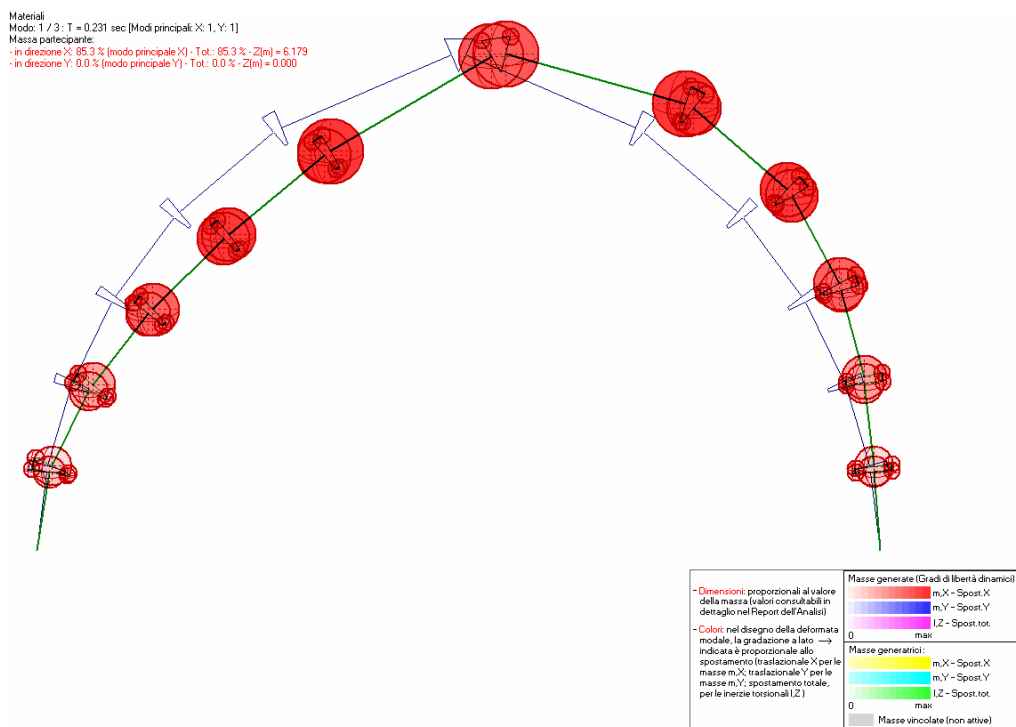 Materiali
Modo: 1 / 3 : T = 0.231 sec [Modi principali: X: 1, Y: 1]
Massa partecipante:
- in direzione X: 85.3 % (modo principale X) - Tot.: 85.3 % - Z(m) = 6.179
- in direzione Y: 0.0 % (modo principale Y) - Tot.: 0.0 % - Z(m) = 0.000
- Dimensioni: proporzionali al valore
della massa (valori consultabili in
dettaglio nel Report dell'Analisi)
- Colori: nel disegno della deformata
modale, la gradazione a lato →
indicata è proporzionale allo
spostamento (traslazionale X per le
masse m,X; traslazionale Y per le
masse m,Y; spostamento totale,
per le inerzie torsionali I,Z)
Masse generate (Gradi di libertà dinamici)
m,X - Spost.X
m,Y - Spost.Y
I,Z - Spost.tot.
0 max
Masse generatrici :
m,X - Spost.X
m,Y - Spost.Y
I,Z - Spost.tot.
0 max
Masse vincolate (non attive)